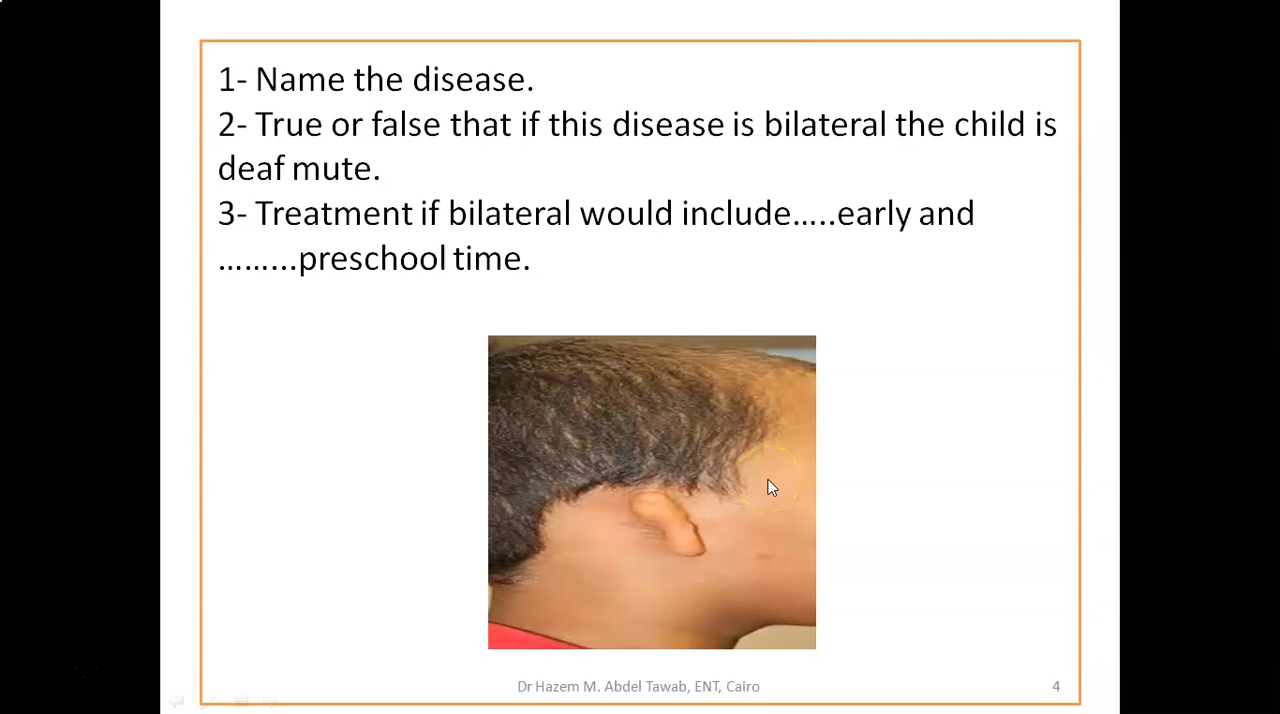 1- Name the disease.
2- True or false that if this disease is bilateral the child is
deaf mute.
3- Treatment if bilateral would include…..early and
……...preschool time.
Dr Hazem M. Abdel Tawab, ENT, Cairo
4